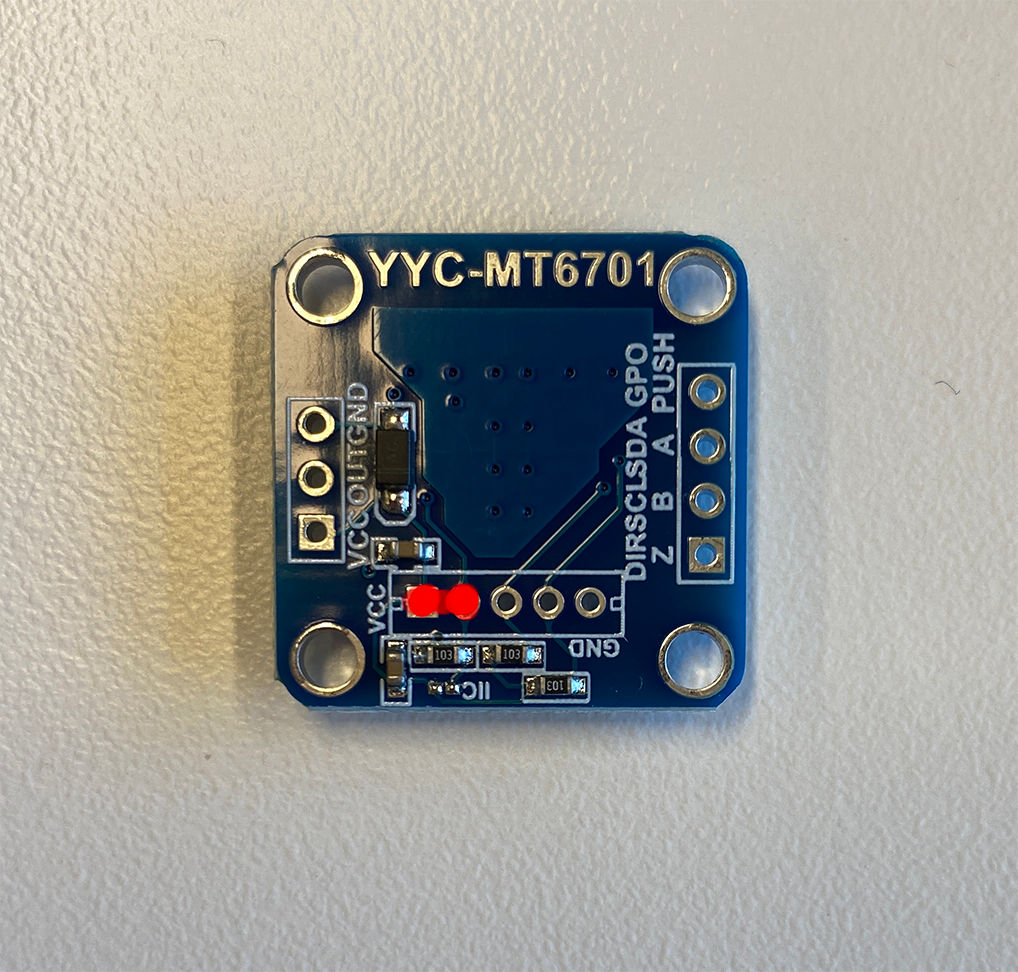 YYC-MT6701
VCCOUTGND
DIRSCLSDA GPO
Z B A PUSH
VCC
GND
103
103
103
IIC